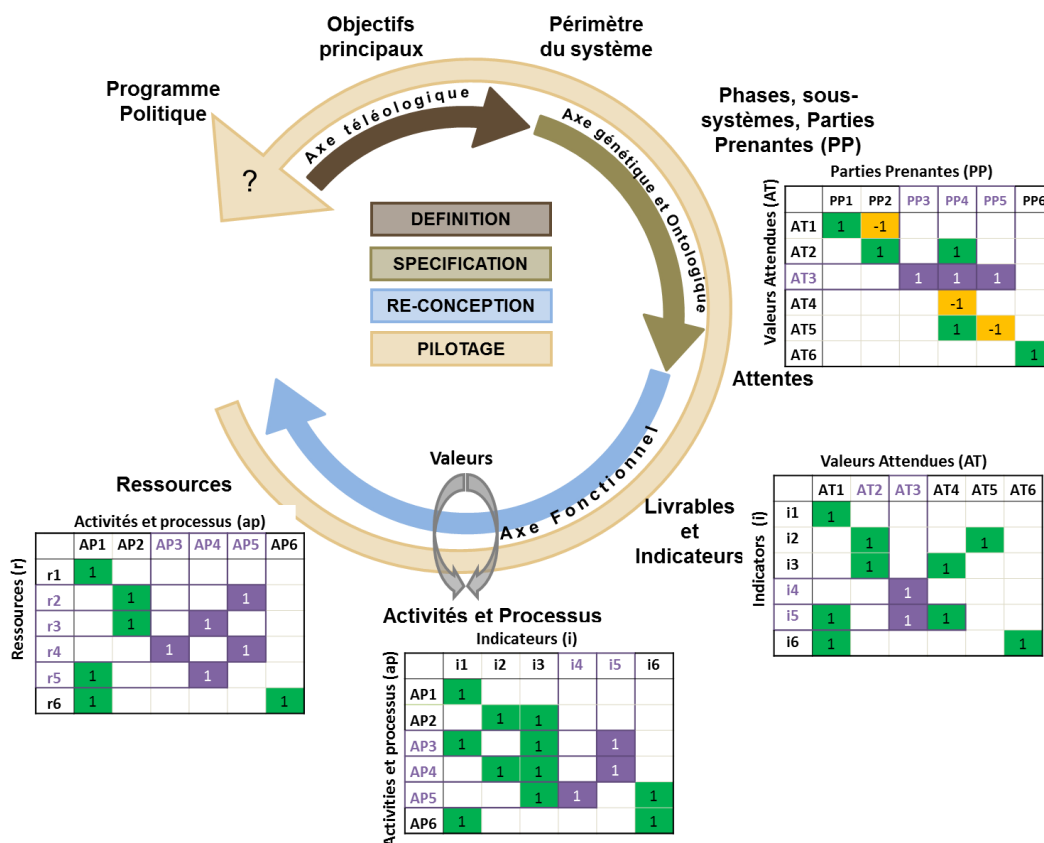 Objectifs
principaux
Périmètre
du système
Programme
Politique
Phases, sous-
systèmes, Parties
Prenantes (PP)
Axe téléologique
Axe génétique et Ontologique
?
DEFINITION
SPECIFICATION
RE-CONCEPTION
PILOTAGE
Parties Prenantes (PP)
Valeurs Attendues (AT)
PP1 PP2 PP3 PP4 PP5 PP6
AT1 1 -1
AT2 1 1
AT3 1 1 1
AT4 -1
AT5 1 -1
AT6 1
Attentes
Valeurs
Axe Fonctionnel
Livrables
et
Indicateurs
Valeurs Attendues (AT)
Indicators (i)
AT1 AT2 AT3 AT4 AT5 AT6
i1 1
i2 1 1
i3 1 1
i4 1
i5 1 1 1
i6 1 1
Ressources
Activités et processus (ap)
Ressources (r)
AP1 AP2 AP3 AP4 AP5 AP6
r1 1
r2 1 1
r3 1 1
r4 1 1
r5 1 1
r6 1 1
Activités et Processus
Indicateurs (i)
Activities et processus (ap)
i1 i2 i3 i4 i5 i6
AP1 1
AP2 1 1
AP3 1 1 1
AP4 1 1 1
AP5 1 1 1
AP6 1 1